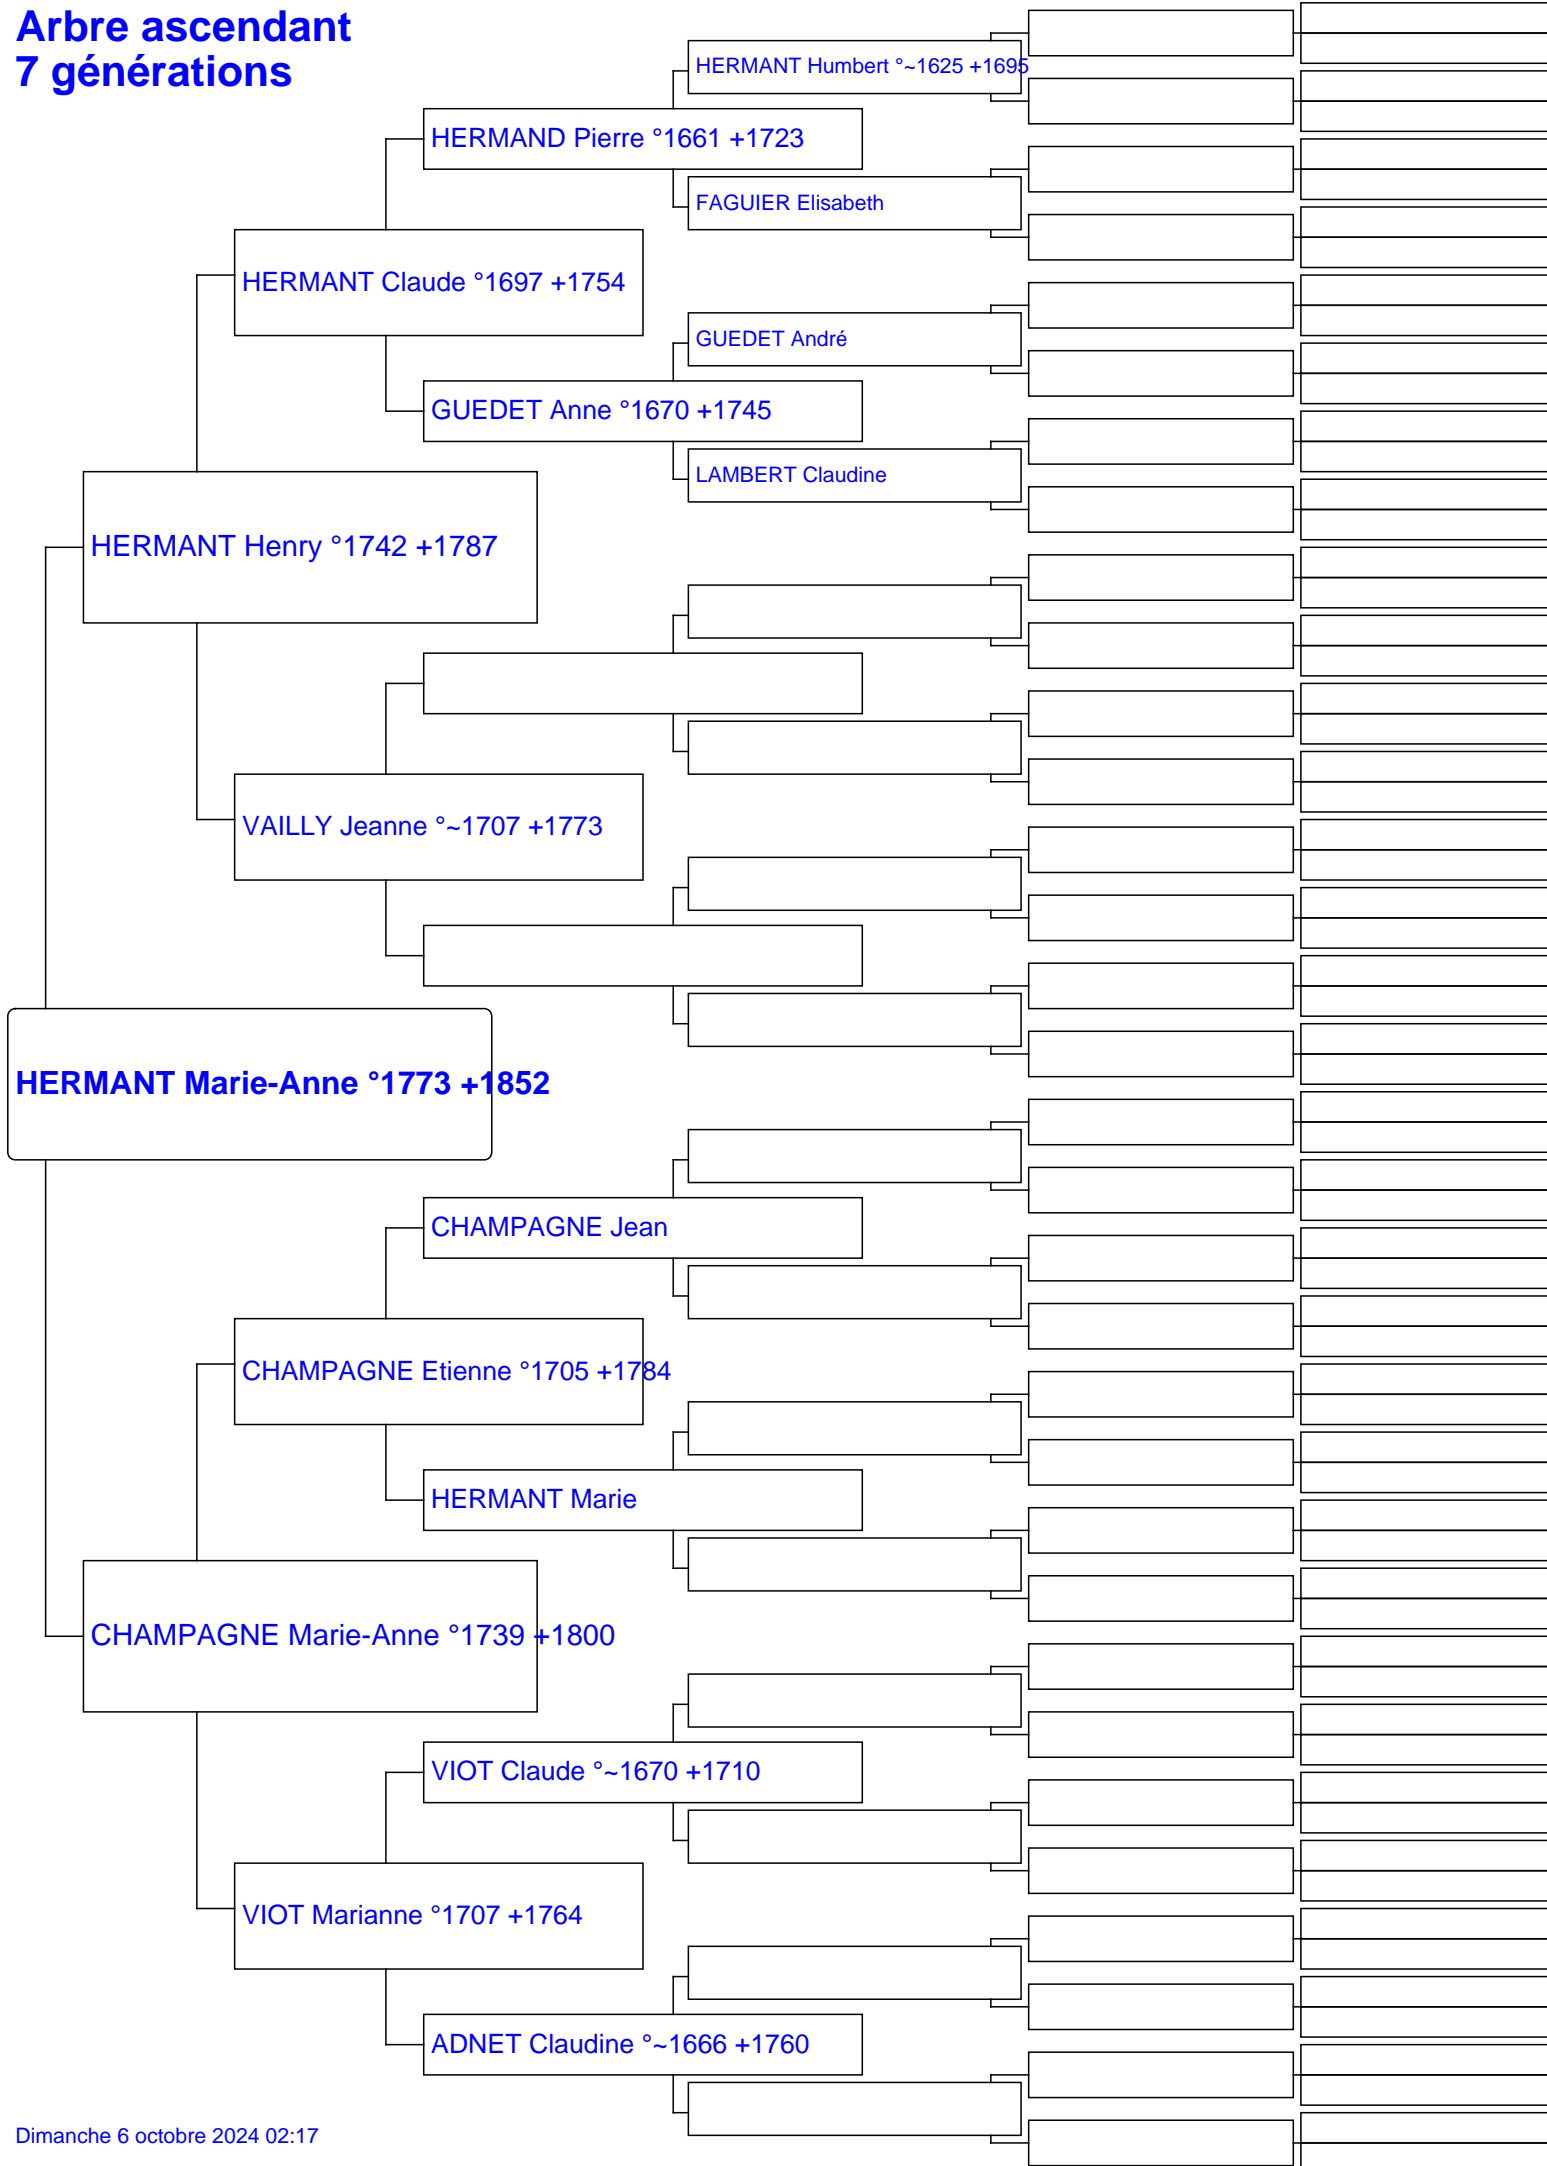 Arbre ascendant
7 générations
HERMANT Humbert °~1625 +1695
HERMAND Pierre °1661 +1723
FAGUIER Elisabeth
HERMANT Claude °1697 +1754
GUEDET André
GUEDET Anne °1670 +1745
LAMBERT Claudine
HERMANT Henry °1742 +1787
VAILLY Jeanne °~1707 +1773
HERMANT Marie-Anne °1773 +1852
CHAMPAGNE Jean
CHAMPAGNE Etienne °1705 +1784
HERMANT Marie
CHAMPAGNE Marie-Anne °1739 +1800
VIOT Claude °~1670 +1710
VIOT Marianne °1707 +1764
ADNET Claudine °~1666 +1760
Dimanche 6 octobre 2024 02:17